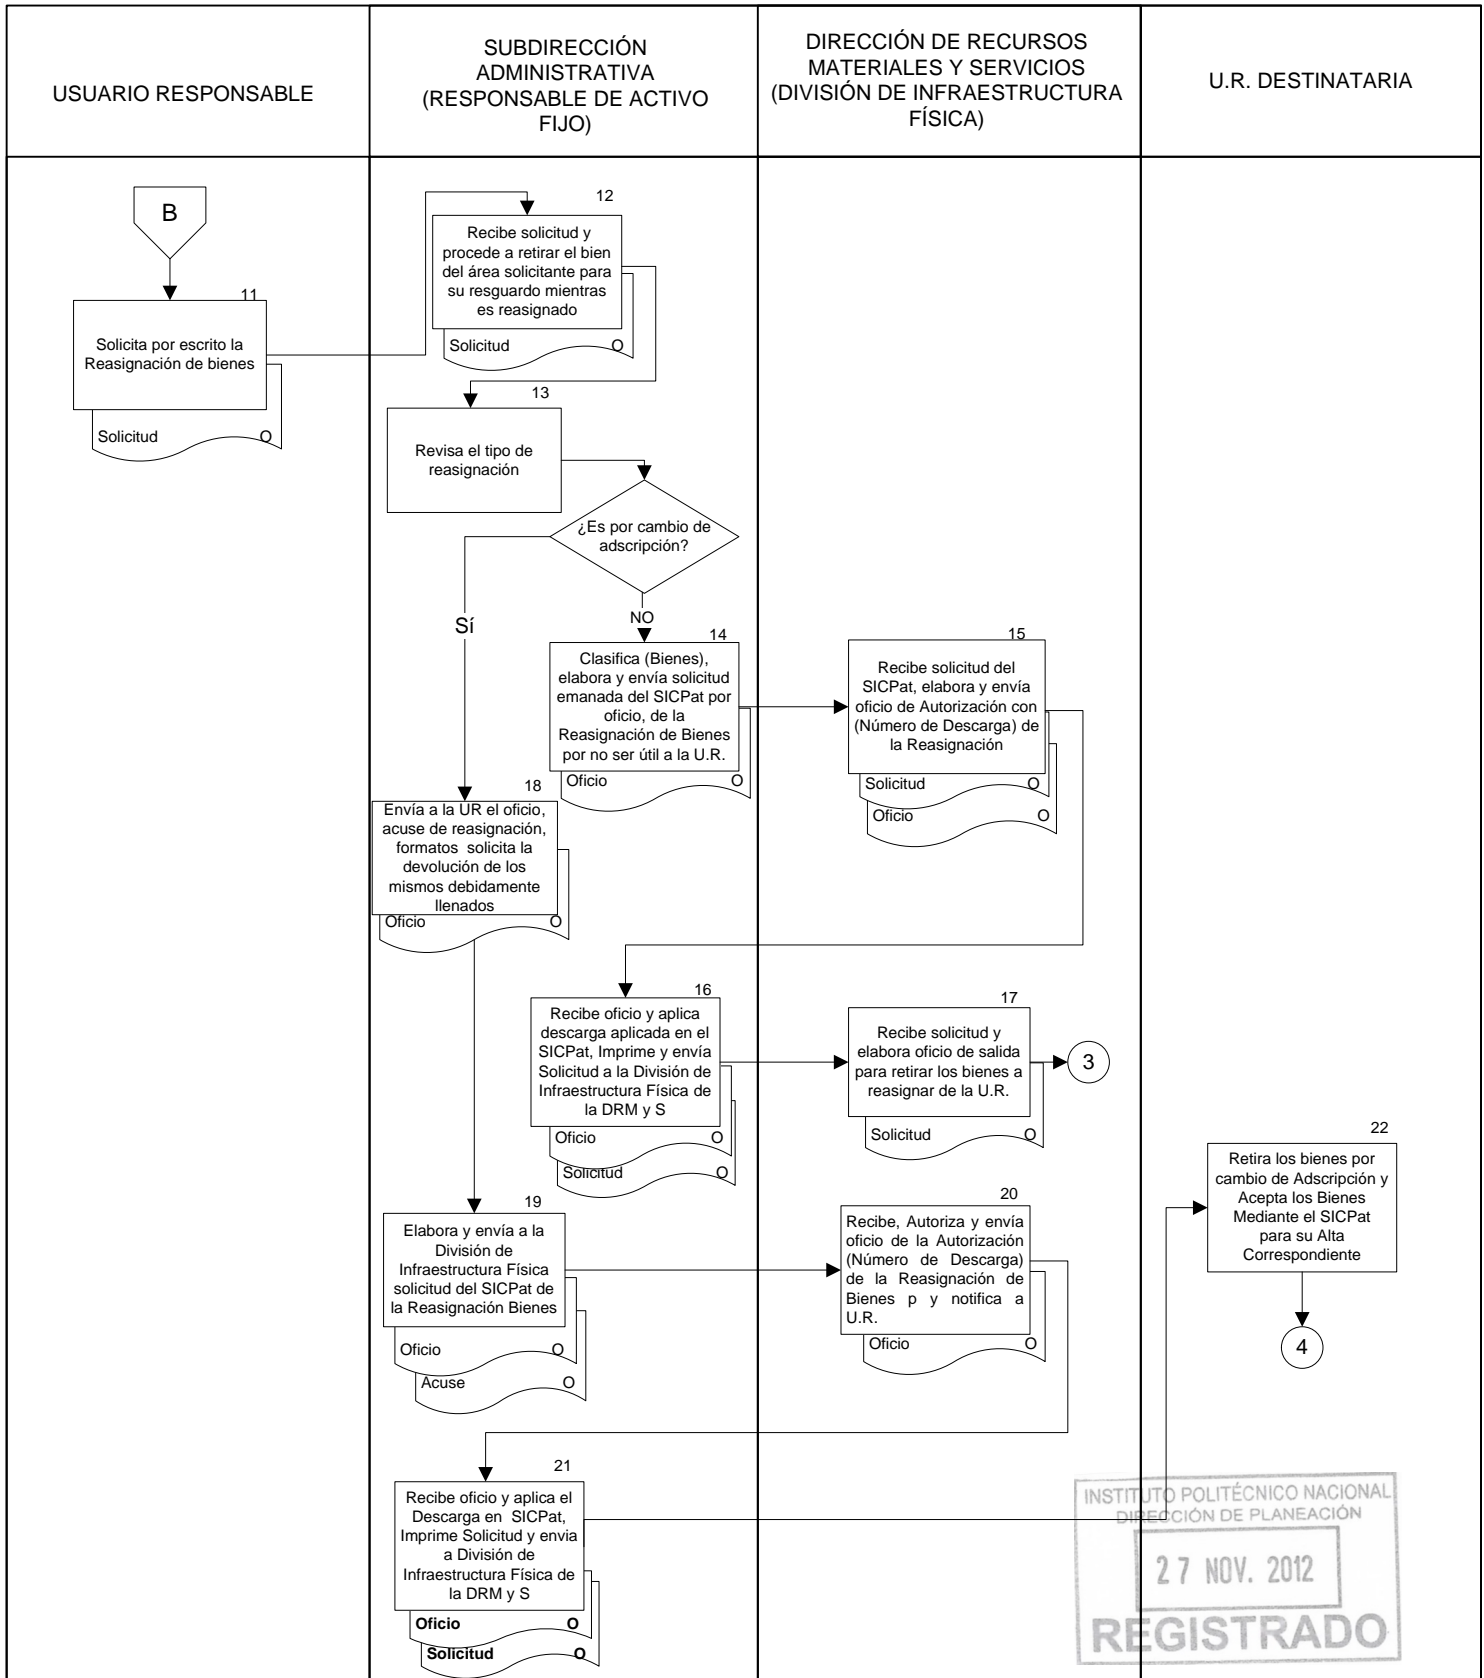 USUARIO RESPONSABLE
SUBDIRECCIÓN
ADMINISTRATIVA
(RESPONSABLE DE ACTIVO
FIJO)
DIRECCIÓN DE RECURSOS
MATERIALES Y SERVICIOS
(DIVISIÓN DE INFRAESTRUCTURA
FÍSICA)
U.R. DESTINATARIA
B
11
Solicita por escrito la
Reasignación de bienes
Solicitud O
12
Recibe solicitud y
procede a retirar el bien
del área solicitante para
su resguardo mientras
es reasignado
Solicitud O
13
Revisa el tipo de
reasignación
¿Es por cambio de
adscripción?
Sí
NO
14
Clasifica (Bienes),
elabora y envía solicitud
emanada del SICPat por
oficio, de la
Reasignación de Bienes
por no ser útil a la U.R.
Oficio O
15
Recibe solicitud del
SICPat, elabora y envía
oficio de Autorización con
(Número de Descarga) de
la Reasignación
Solicitud O
Oficio O
18
Envía a la UR el oficio,
acuse de reasignación,
formatos solicita la
devolución de los
mismos debidamente
llenados
Oficio O
16
Recibe oficio y aplica
descarga aplicada en el
SICPat, Imprime y envía
Solicitud a la División de
Infraestructura Física de
la DRM y S
Oficio O
Solicitud O
17
Recibe solicitud y
elabora oficio de salida
para retirar los bienes a
reasignar de la U.R.
Solicitud O
3
19
Elabora y envía a la
División de
Infraestructura Física
solicitud del SICPat de
la Reasignación Bienes
Oficio O
Acuse O
20
Recibe, Autoriza y envía
oficio de la Autorización
(Número de Descarga)
de la Reasignación de
Bienes p y notifica a
U.R.
Oficio O
22
Retira los bienes por
cambio de Adscripción y
Acepta los Bienes
Mediante el SICPat
para su Alta
Correspondiente
4
21
Recibe oficio y aplica el
Descarga en SICPat,
Imprime Solicitud y envia
a División de
Infraestructura Física de
la DRM y S
Oficio O
Solicitud O
INSTITUTO POLITÉCNICO NACIONAL
DIRECCIÓN DE PLANEACIÓN
27 NOV. 2012
REGISTRADO